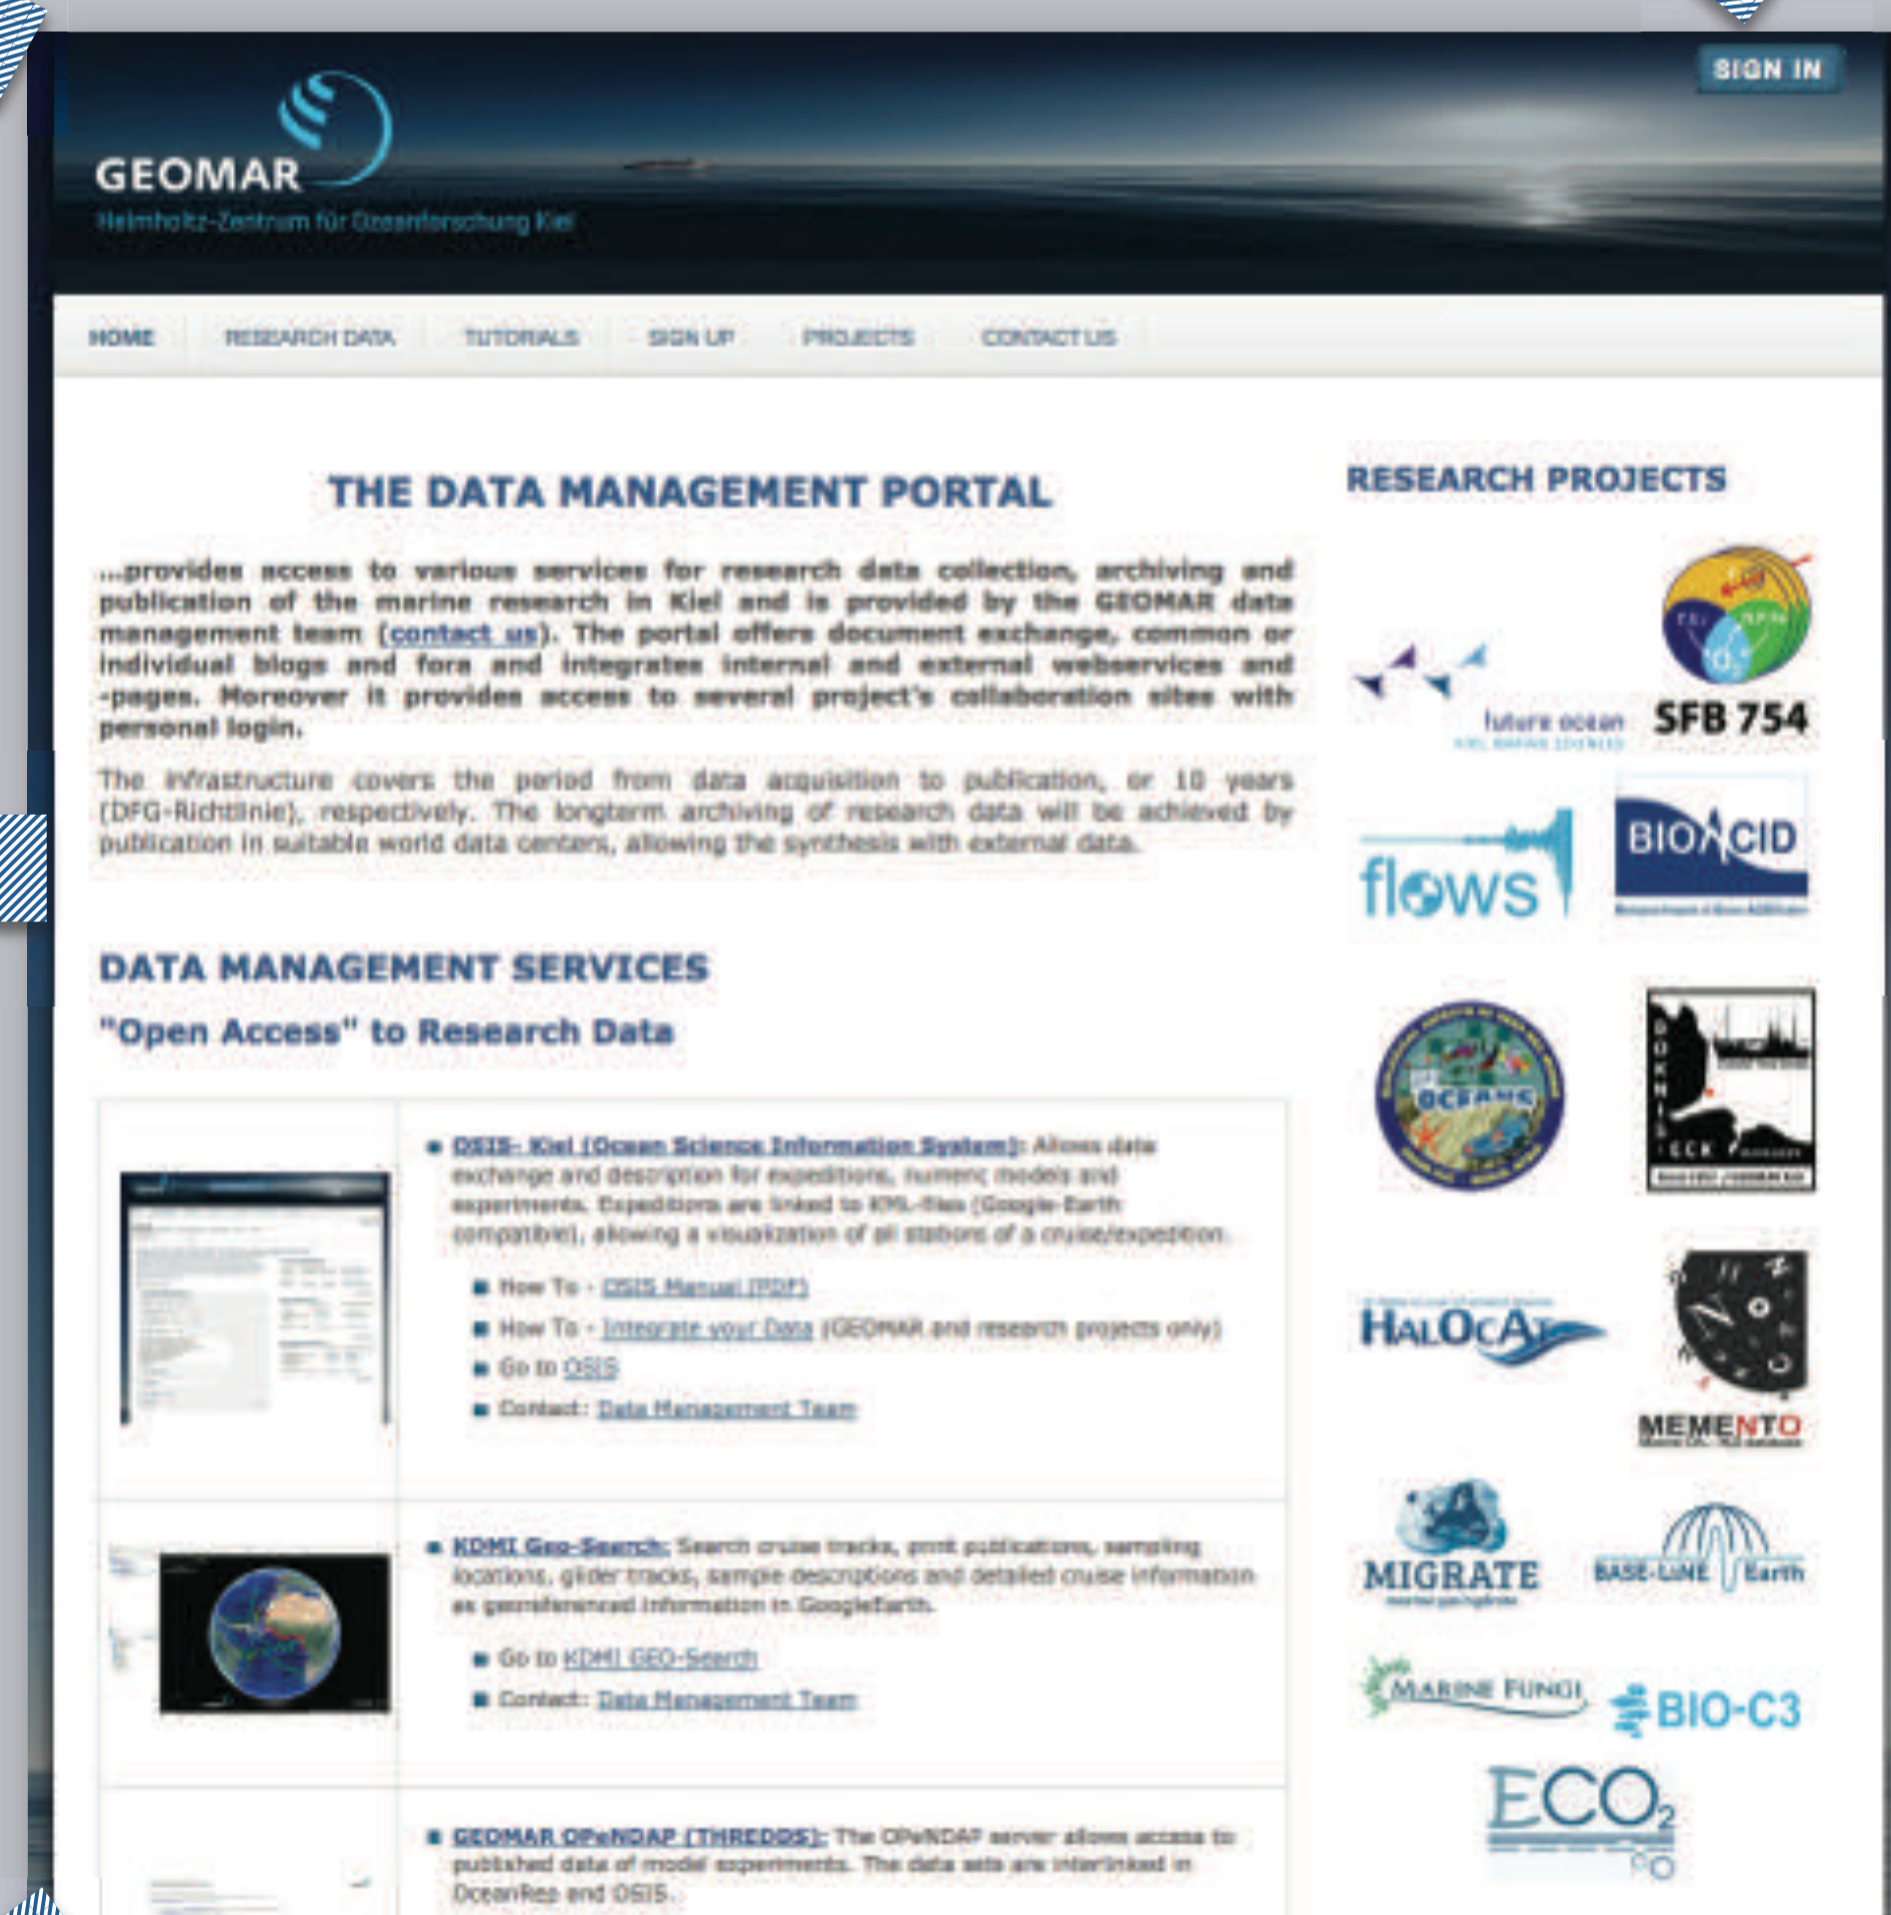 SIGN IN
GEOMAR
Helmholtz-Zentrum für Ozeanforschung Kiel
HOME
RESEARCH DATA
TUTORIALS
SIGN UP
PROJECTS
CONTACT US
THE DATA MANAGEMENT PORTAL
...provides access to various services for research data collection, archiving and
publication of the marine research in Kiel and is provided by the GEOMAR data
management team (contact us). The portal offers document exchange, common or
individual blogs and fora and integrates internal and external webservices and
-pages. Moreover it provides access to several project's collaboration sites with
personal login.
The infrastructure covers the period from data acquisition to publication, or 10 years
(DFG-Richtlinie), respectively. The longterm archiving of research data will be achieved by
publication in suitable world data centers, allowing the synthesis with external data.
DATA MANAGEMENT SERVICES
"Open Access" to Research Data
OSIS- Kiel (Ocean Science Information System): Allows data
exchange and description for expeditions, numeric models and
experiments. Expeditions are linked to KML-files (Google-Earth
compatible), allowing a visualization of all stations of a cruise/expedition.
How To - OSIS Manual (PDF)
How To - Integrate your Data (GEOMAR and research projects only)
Go to OSIS
Contact: Data Management Team
KDMI Geo-Search: Search cruise tracks, print publications, sampling
locations, glider tracks, sample descriptions and detailed cruise information
as georeferenced information in GoogleEarth.
Go to KDMI GEO-Search
Contact: Data Management Team
GEOMAR OPeNDAP (THREDDS): The OPeNDAP server allows access to
published data of model experiments. The data sets are interlinked in
OceanRep and OSIS.
RESEARCH PROJECTS
future ocean
KIEL MARINE SCIENCES
SFB 754
flows
BIOACID
OCEANS
BOKNIS
ECK
HALOCAT
MEMENTO
MIGRATE
BASE-LiNE Earth
MARINE FUNGI
BIO-C3
ECO2